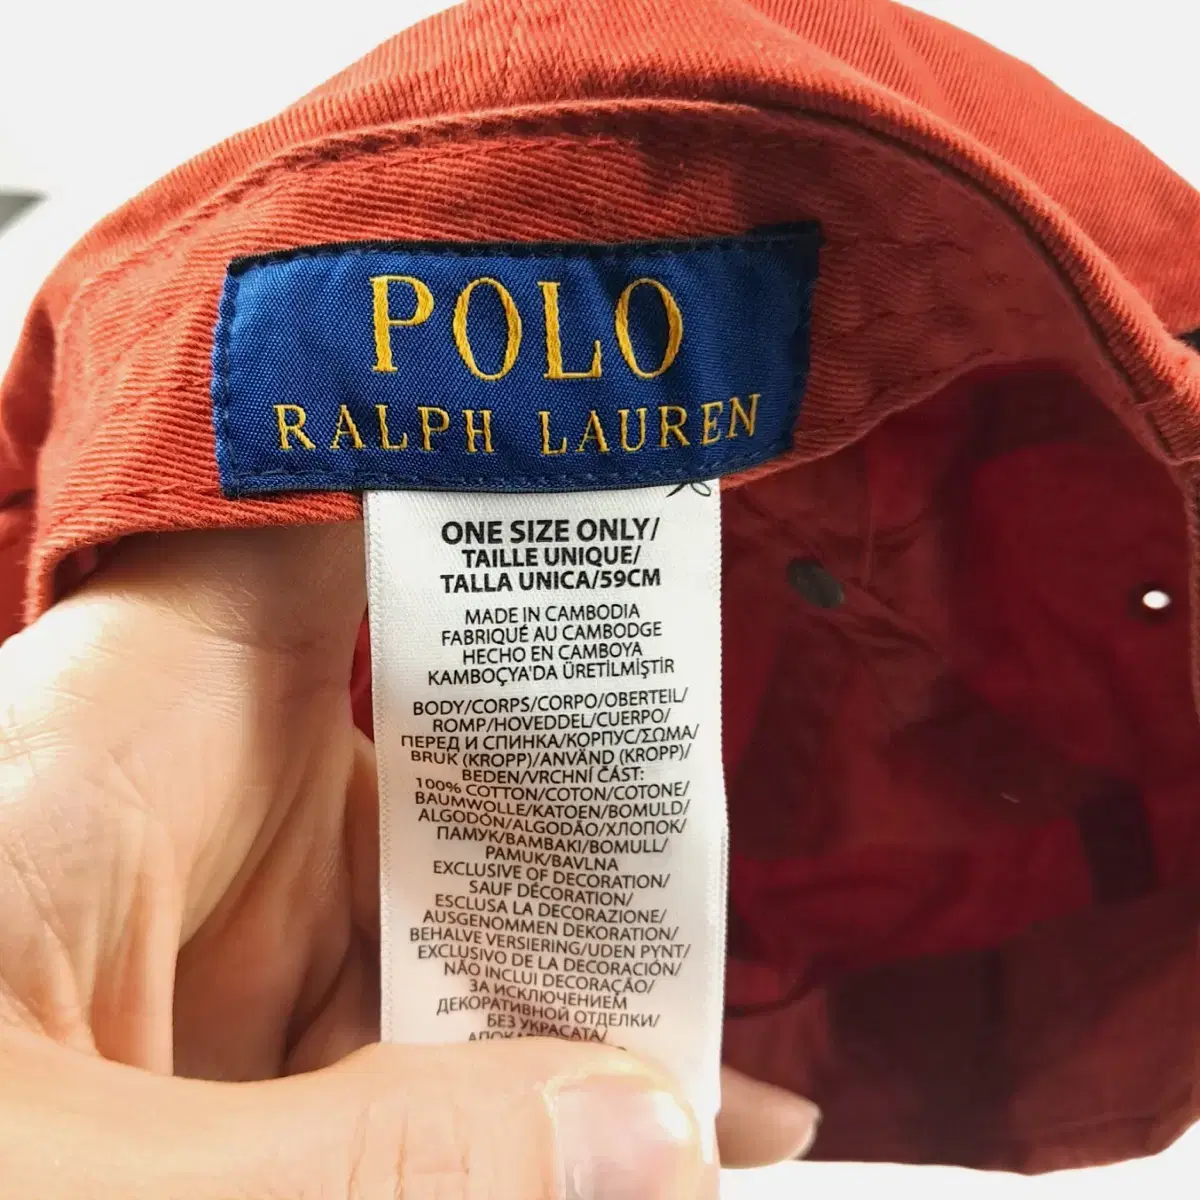 POLO
RALPH LAUREN
ONE SIZE ONLY/
TAILLE UNIQUE/
TALLA UNICA/59CM
MADE IN CAMBODIA
FABRIQUÉ AU CAMBODGE
HECHO EN CAMBOYA
KAMBOÇYA'DA ÜRETİLMİŞTİR
BODY/CORPS/CORPO/OBERTEIL/
ROMP/HOVEDDEL/CUERPO/
ПЕРЕД И СПИНКА/КОРПУС/ΣΩΜΑ/
BRUK (KROPP)/ANVÄND (KROPP)/
BEDEN/VRCHNÍ ČÁST:
100% COTTON/COTON/COTONE/
BAUMWOLLE/KATOEN/BOMULD/
ALGODÓN/ALGODÃO/ХЛОПОК/
ПАМУК/ΒΑΜΒΑΚΙ/BOMULL/
PAMUK/BAVLNA
EXCLUSIVE OF DECORATION/
SAUF DÉCORATION/
ESCLUSA LA DECORAZIONE/
AUSGENOMMEN DEKORATION/
BEHALVE VERSIERING/UDEN PYNT/
EXCLUSIVO DE LA DECORACIÓN/
NÃO INCLUI DECORAÇÃO/
ЗА ИСКЛЮЧЕНИЕМ
ДЕКОРАТИВНОЙ ОТДЕЛКИ/
БЕЗ УКРАСАТА/